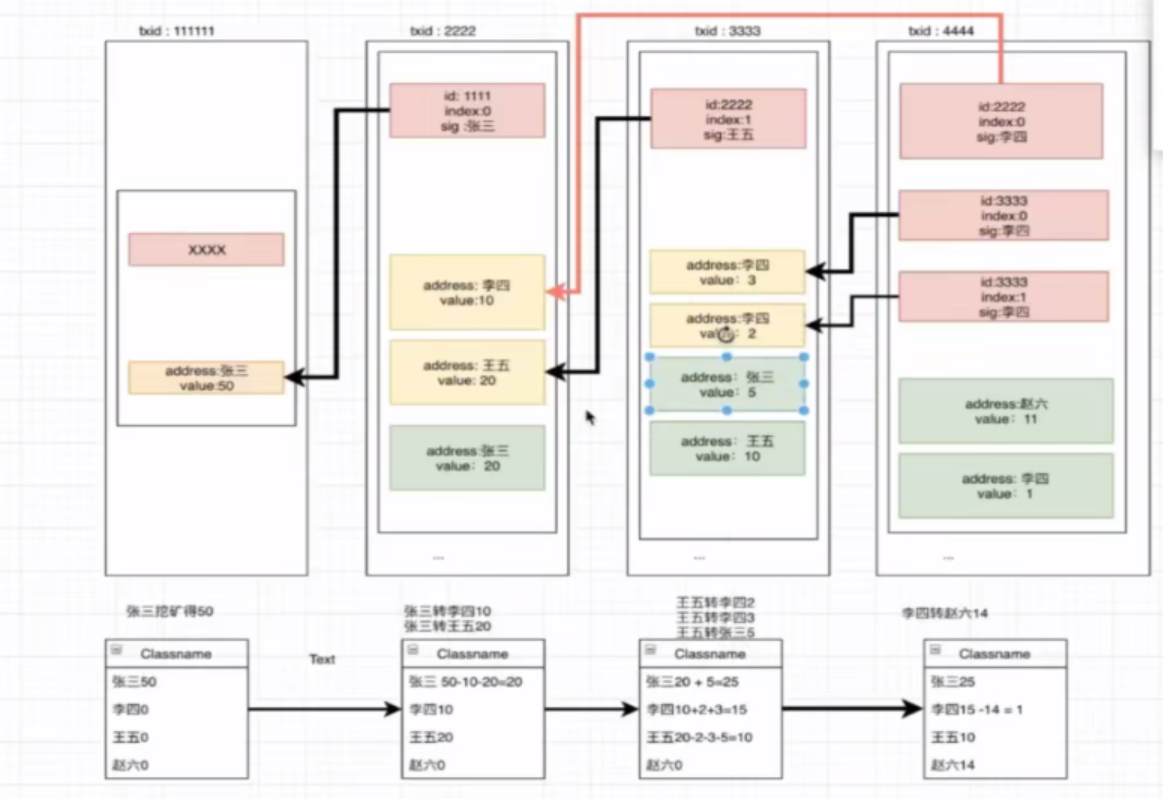 txid : 111111
XXXX
address:张三
value:50
txid : 2222
id: 1111
index:0
sig :张三
address: 李四
value:10
address: 王五
value: 20
address:张三
value: 20
...
txid : 3333
id:2222
index:1
sig:王五
address:李四
value: 3
address:李四
2
address: 张三
value: 5
address: 王五
value: 10
...
txid : 4444
id:2222
index:0
sig:李四
id:3333
index:0
sig:李四
id:3333
index:1
sig:李四
address:赵六
value: 11
address: 李四
value: 1
...
张三挖矿得50
Classname
张三50
李四0
王五0
赵六0
Text
张三转李四10
张三转王五20
Classname
张三 50-10-20=20
李四10
王五20
赵六0
王五转李四2
王五转李四3
王五转张三5
Classname
张三20 + 5=25
李四10+2+3=15
王五20-2-3-5=10
赵六0
李四转赵六14
Classname
张三25
李四15 -14 = 1
王五10
赵六14